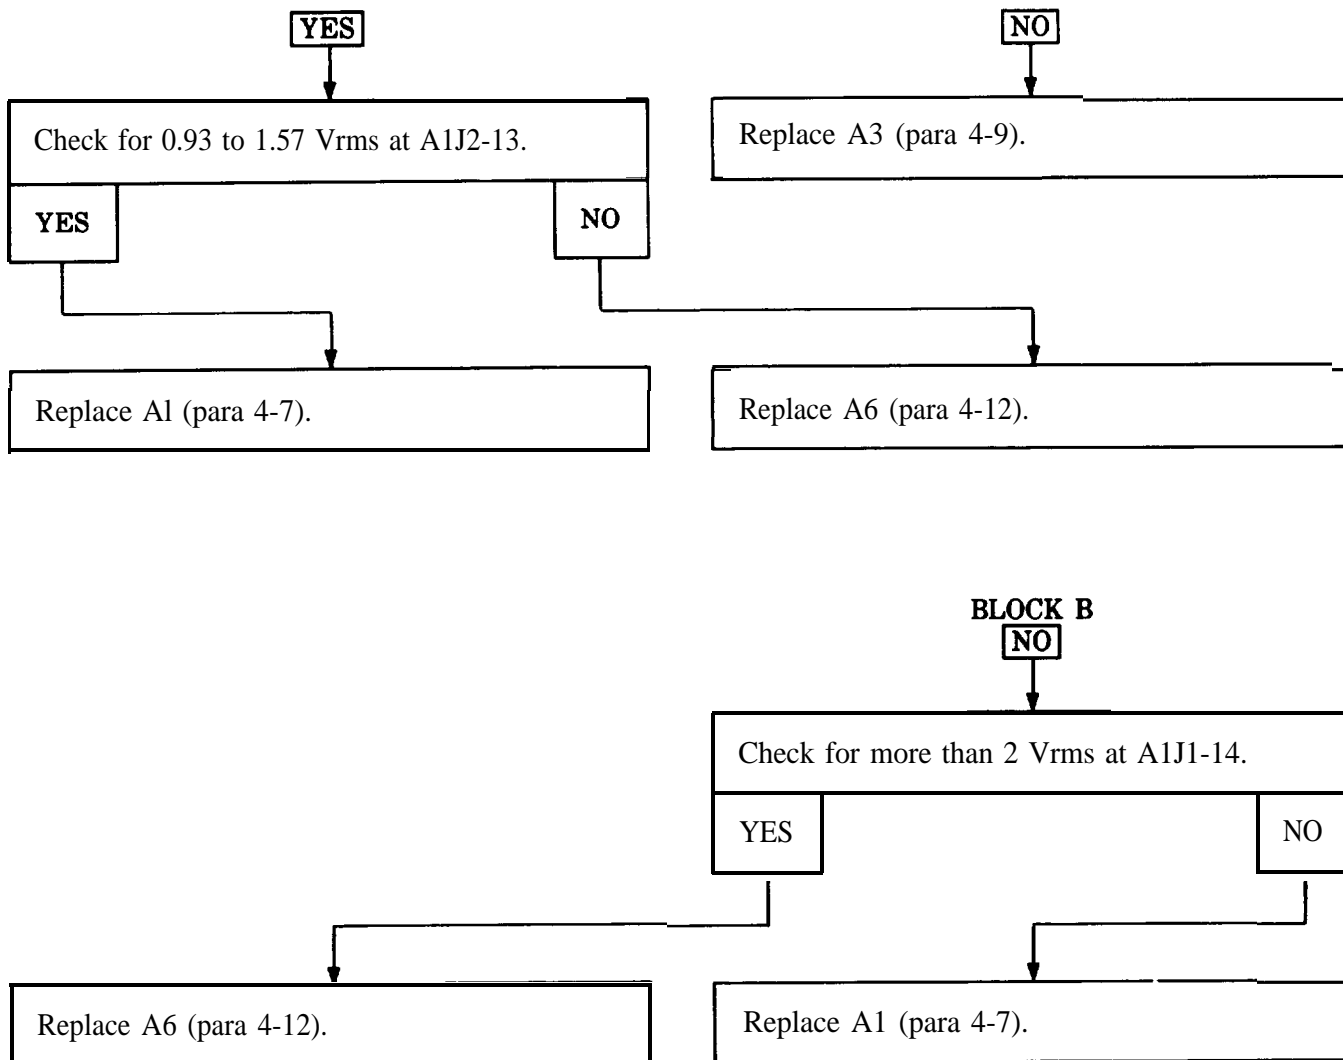 YES
NO
Check for 0.93 to 1.57 Vrms at A1J2-13.
Replace A3 (para 4-9).
YES
NO
Replace Al (para 4-7).
Replace A6 (para 4-12).
BLOCK B
NO
Check for more than 2 Vrms at A1J1-14.
YES
NO
Replace A6 (para 4-12).
Replace A1 (para 4-7).